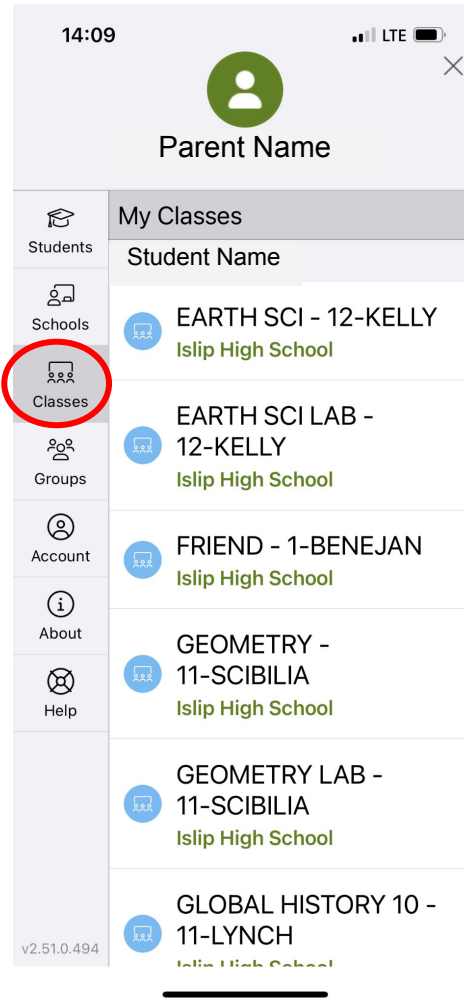 14:09
LTE
Parent Name
Students
Schools
Classes
Groups
Account
About
Help
v2.51.0.494
My Classes
Student Name
EARTH SCI - 12-KELLY
Islip High School
EARTH SCI LAB -
12-KELLY
Islip High School
FRIEND - 1-BENEJAN
Islip High School
GEOMETRY -
11-SCIBILIA
Islip High School
GEOMETRY LAB -
11-SCIBILIA
Islip High School
GLOBAL HISTORY 10 -
11-LYNCH
Islip High School